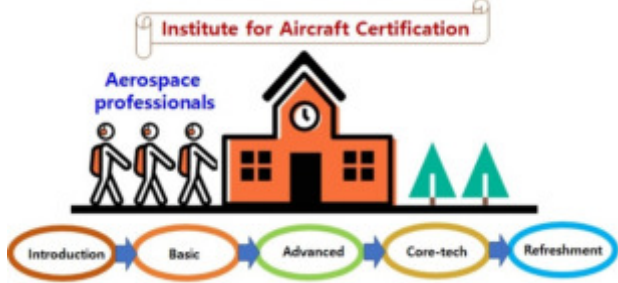 Institute for Aircraft Certification
Aerospace
professionals
Introduction
Basic
Advanced
Core-tech
Refreshment